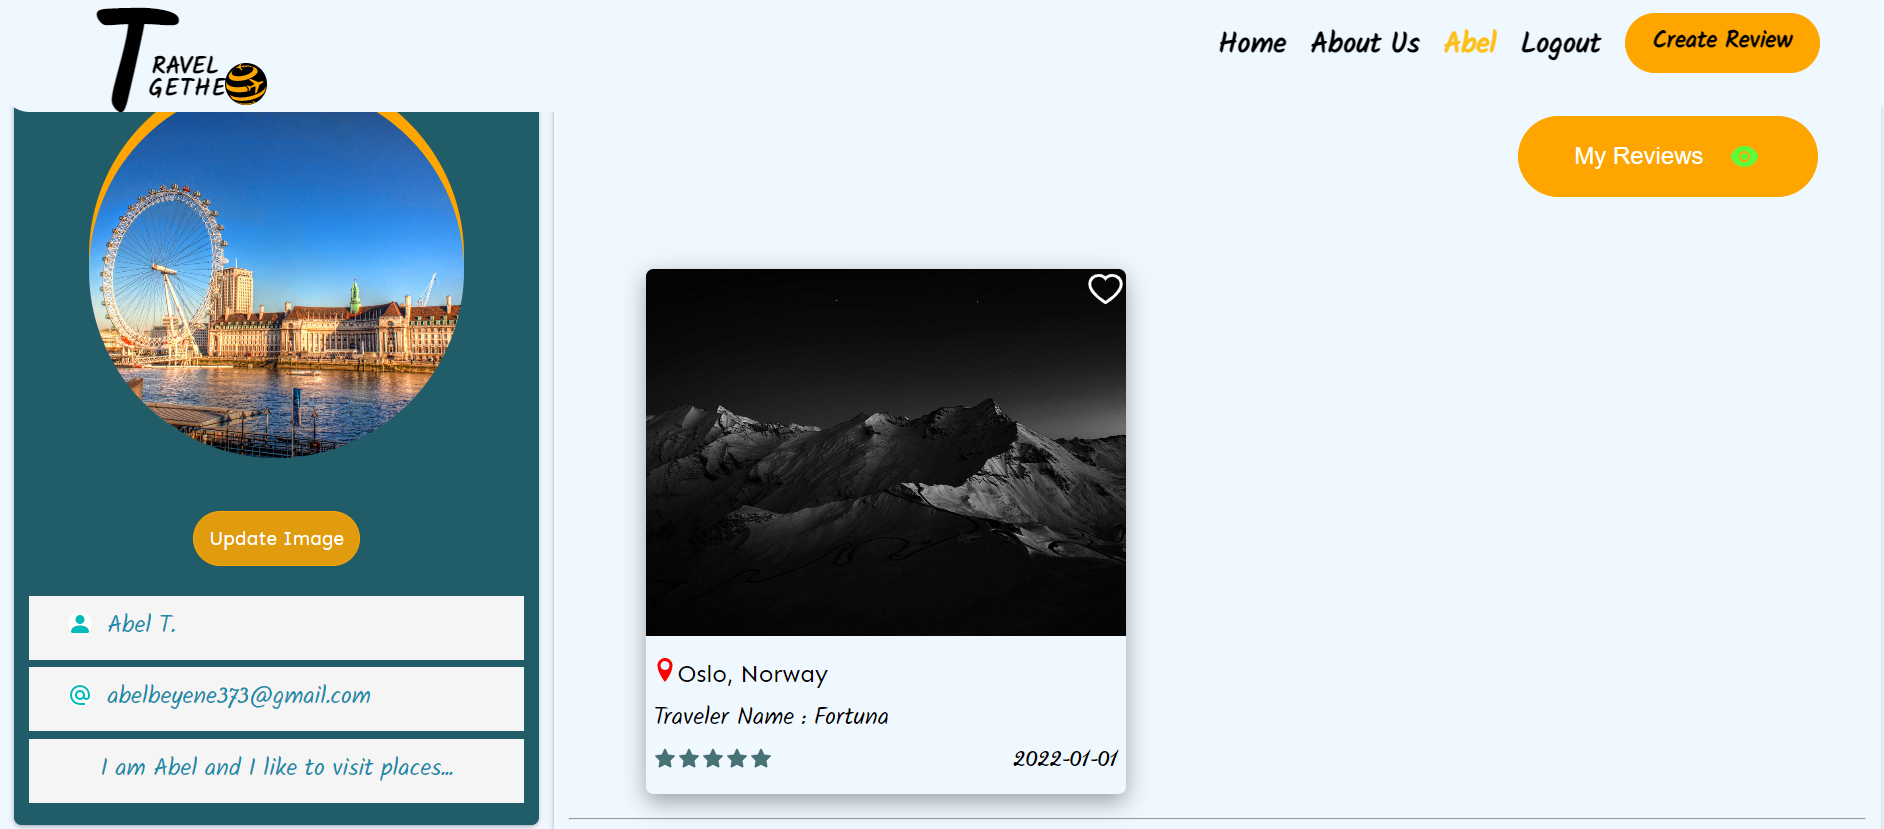 TRAVEL
GETHE
Home About Us Abel Logout Create Review
My Reviews
Update Image
Abel T.
abelbeyene373@gmail.com
I am Abel and I like to visit places...
Oslo, Norway
Traveler Name : Fortuna
2022-01-01